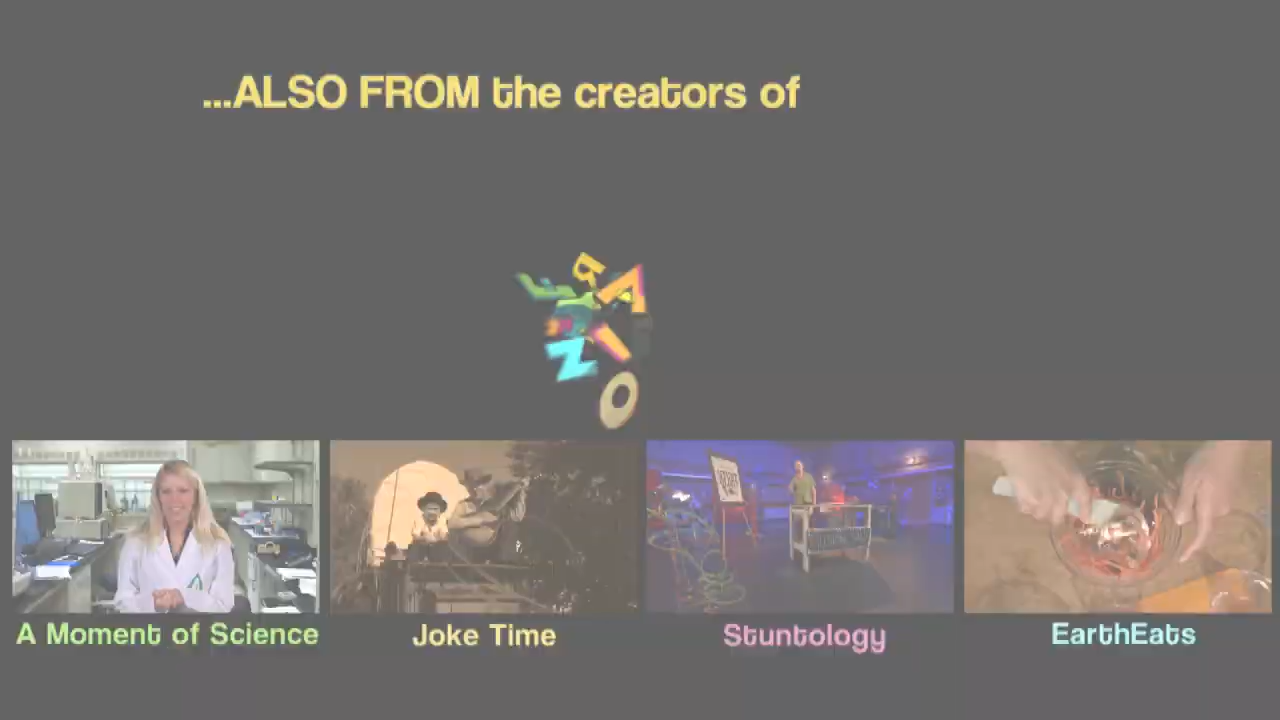 ...ALSO FROM the creators of
A Moment of Science
Joke Time
Stuntology
EarthEats